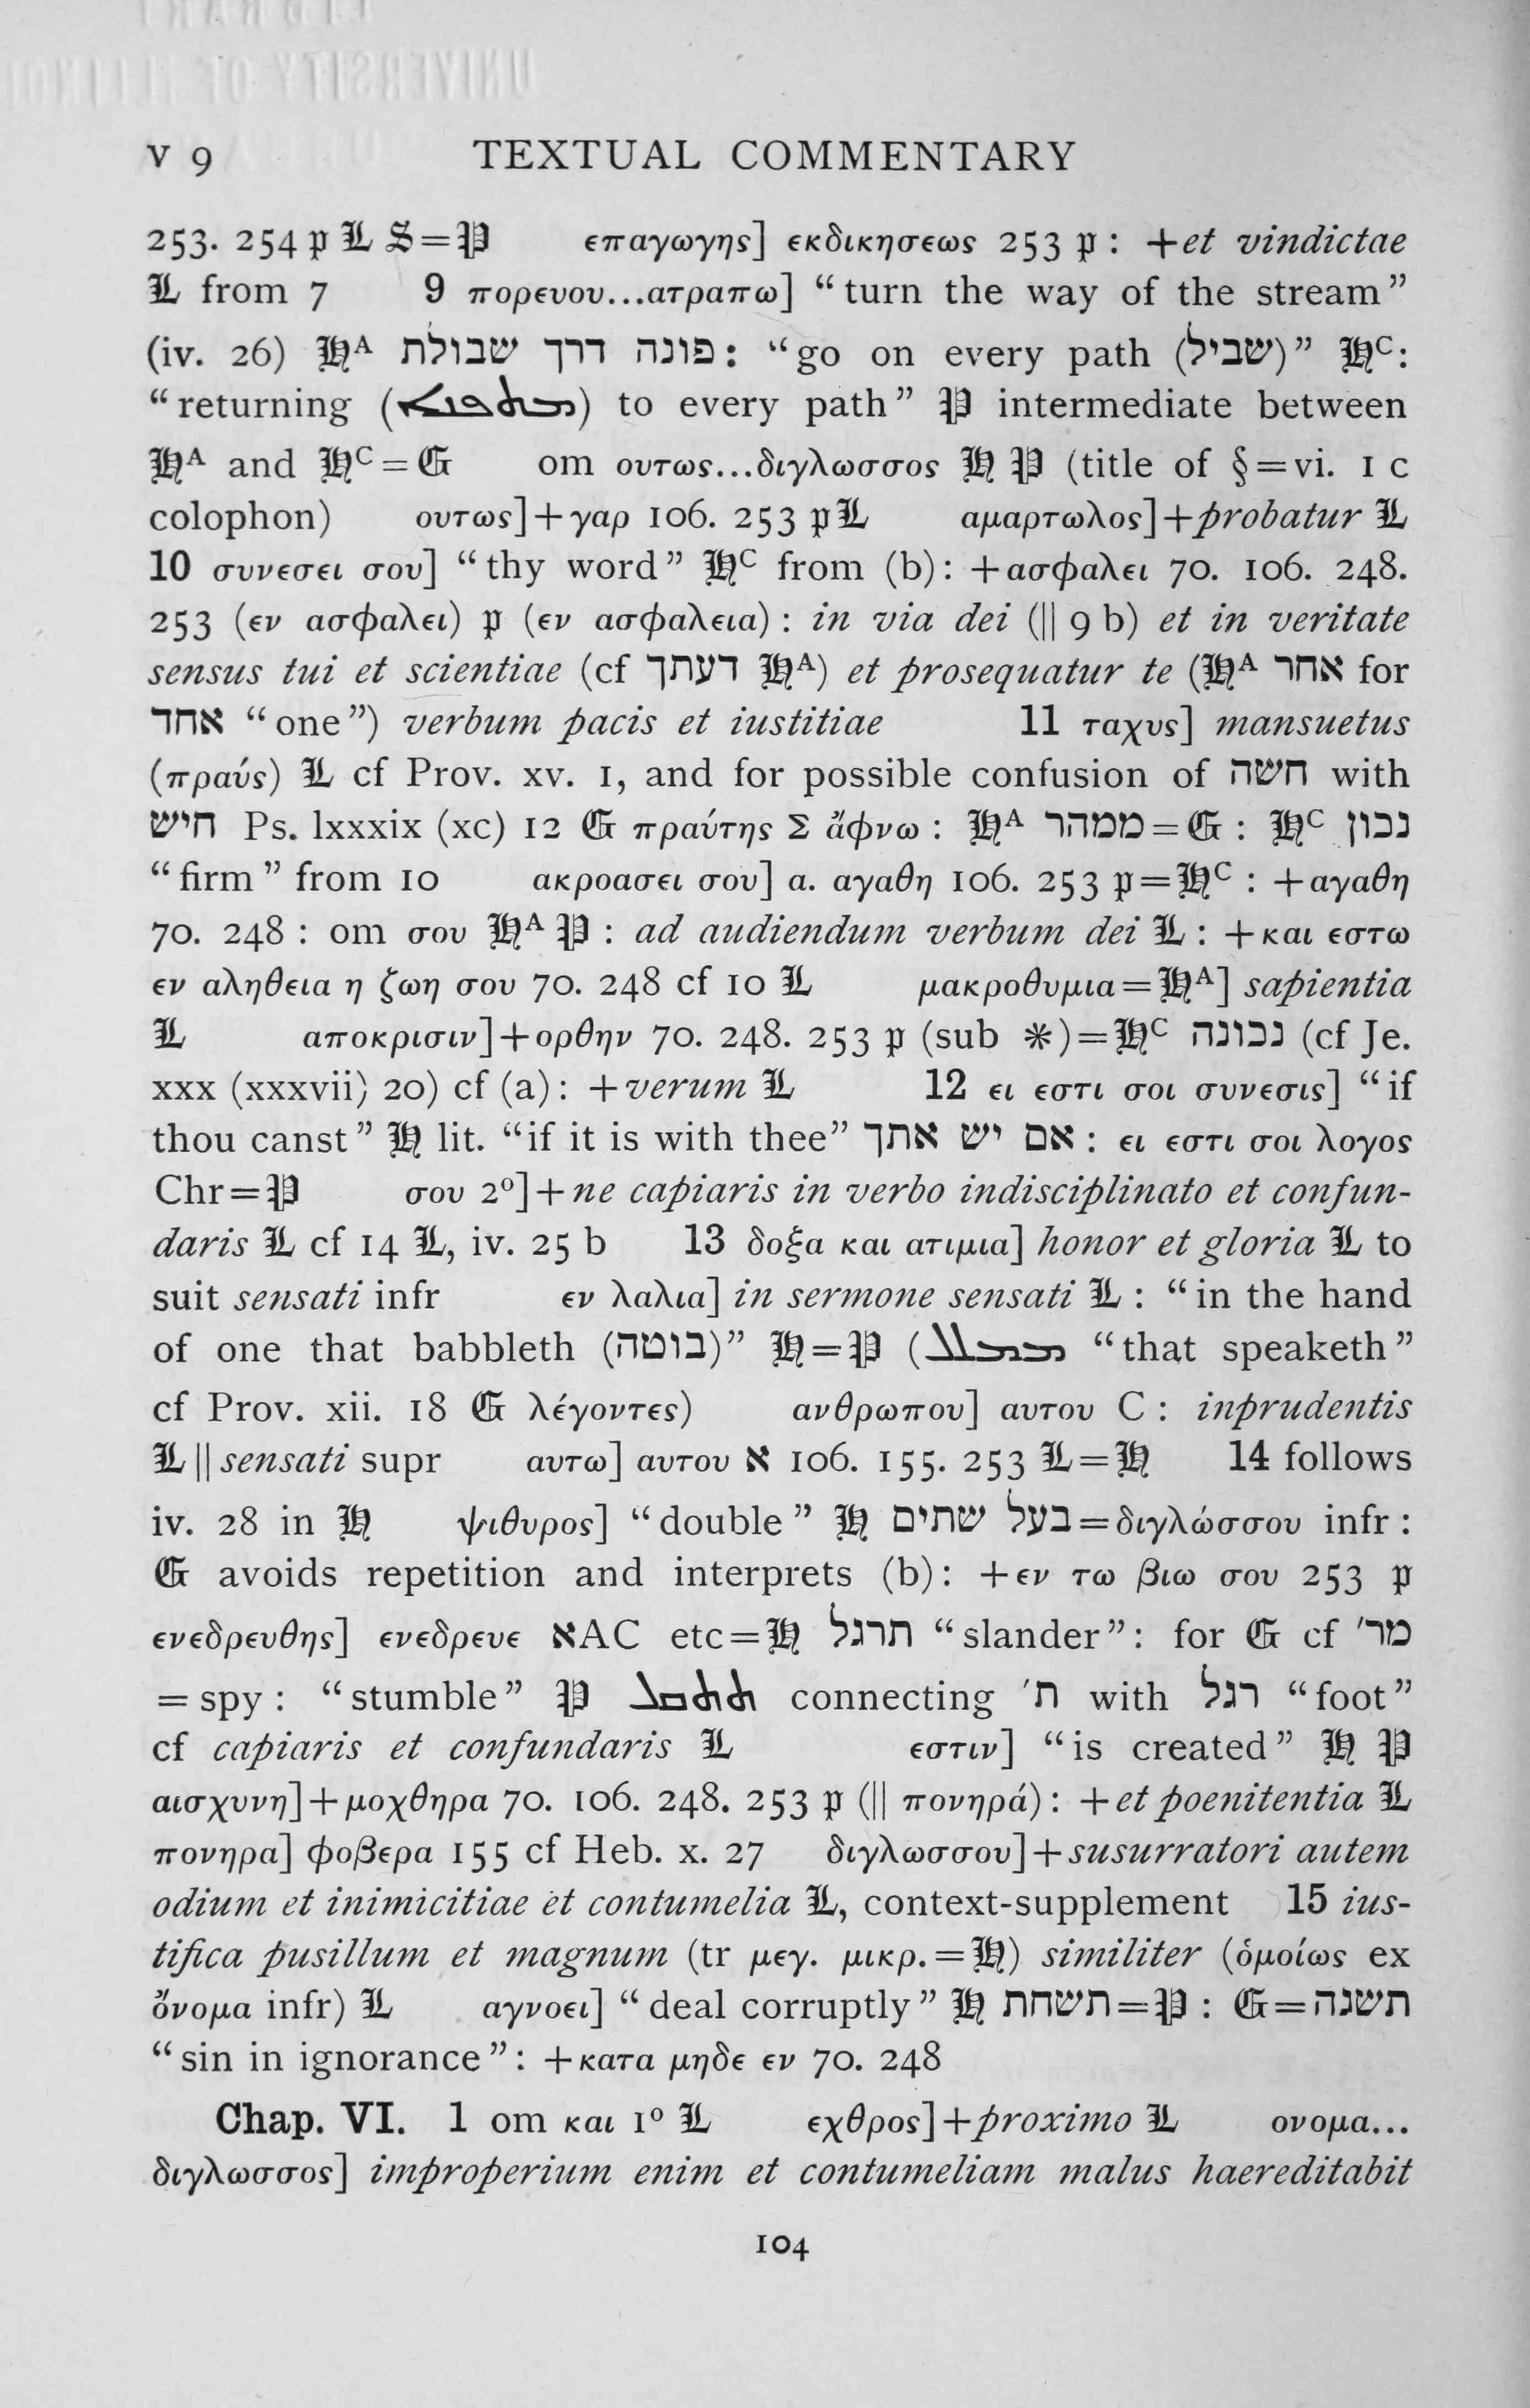 V 9 TEXTUAL COMMENTARY
253. 254 𝔭 𝕷 𝕾=𝕻 επαγωγης] εκδικησεως 253 𝔭 : +et vindictae
𝕷 from 7 9 πορευου...ατραπω] “turn the way of the stream”
(iv. 26) 𝕳ᴬ פונה דרך שבולת : “go on every path (שביל)” 𝕳ꟲ:
“returning (ܡܬܦܢܐ) to every path” 𝕻 intermediate between
𝕳ᴬ and 𝕳ꟲ=𝕲 om ουτως...διγλωσσος 𝕳 𝕻 (title of §=vi. 1 c
colophon) ουτως]+γαρ 106. 253 𝔭𝕷 αμαρτωλος]+probatur 𝕷
10 συνεσει σου] “thy word” 𝕳ꟲ from (b): +ασφαλει 70. 106. 248.
253 (εν ασφαλει) 𝔭 (εν ασφαλεια) : in via dei (|| 9 b) et in veritate
sensus tui et scientiae (cf דעתך 𝕳ᴬ) et prosequatur te (𝕳ᴬ אחר for
אחד “one”) verbum pacis et iustitiae 11 ταχυς] mansuetus
(πραΰς) 𝕷 cf Prov. xv. 1, and for possible confusion of חשה with
חיש Ps. lxxxix (xc) 12 𝕲 πραΰτης Σ ἄφνω : 𝕳ᴬ ממהר=𝕲 : 𝕳ꟲ נכון
“firm” from 10 ακροασει σου] α. αγαθη 106. 253 𝔭=𝕳ꟲ : +αγαθη
70. 248 : om σου 𝕳ᴬ 𝕻 : ad audiendum verbum dei 𝕷 : +και εστω
εν αληθεια η ζωη σου 70. 248 cf 10 𝕷 μακροθυμια=𝕳ᴬ] sapientia
𝕷 αποκρισιν]+ορθην 70. 248. 253 𝔭 (sub ※)=𝕳ꟲ נכונה (cf Je.
xxx (xxxvii) 20) cf (a): +verum 𝕷 12 ει εστι σοι συνεσις] “if
thou canst” 𝕳 lit. “if it is with thee” אם יש אתך : ει εστι σοι λογος
Chr=𝕻 σου 2º]+ne capiaris in verbo indisciplinato et confun-
daris 𝕷 cf 14 𝕷, iv. 25 b 13 δοξα και ατιμια] honor et gloria 𝕷 to
suit sensati infr εν λαλια] in sermone sensati 𝕷 : “in the hand
of one that babbleth (בוטה)” 𝕳=𝕻 (ܡܡܠܠ “that speaketh”
cf Prov. xii. 18 𝕲 λέγοντες) ανθρωπου] αυτου C : inprudentis
𝕷 || sensati supr αυτω] αυτου א 106. 155. 253 𝕷=𝕳 14 follows
iv. 28 in 𝕳 ψιθυρος] “double” 𝕳 בעל שתים=διγλώσσου infr :
𝕲 avoids repetition and interprets (b): +εν τω βιω σου 253 𝔭
ενεδρευθης] ενεδρευε אAC etc=𝕳 תרגל “slander”: for 𝕲 cf מר׳
= spy : “stumble” 𝕻 ܬܬܩܠ connecting ת׳ with רגל “foot”
cf capiaris et confundaris 𝕷 εστιν] “is created” 𝕳 𝕻
αισχυνη]+μοχθηρα 70. 106. 248. 253 𝔭 (|| πονηρά): +et poenitentia 𝕷
πονηρα] φοβερα 155 cf Heb. x. 27 διγλωσσου]+susurratori autem
odium et inimicitiae et contumelia 𝕷, context-supplement 15 ius-
tifica pusillum et magnum (tr μεγ. μικρ.=𝕳) similiter (ὁμοίως ex
ὄνομα infr) 𝕷 αγνοει] “deal corruptly” 𝕳 תשחת=𝕻 : 𝕲=תשנה
“sin in ignorance”: +κατα μηδε εν 70. 248
Chap. VI. 1 om και 1º 𝕷 εχθρος]+proximo 𝕷 ονομα...
διγλωσσος] improperium enim et contumeliam malus haereditabit
104